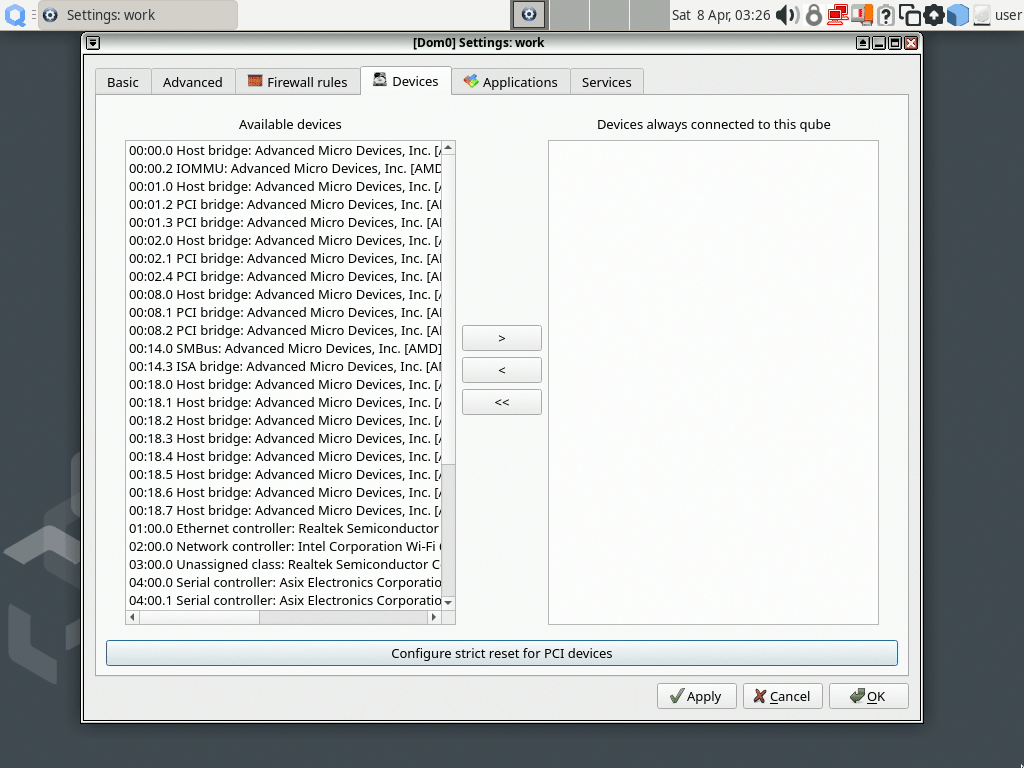 Settings: work
Sat 8 Apr, 03:26
user
[Dom0] Settings: work
Basic
Advanced
Firewall rules
Devices
Applications
Services
Available devices
Devices always connected to this qube
00:00.0 Host bridge: Advanced Micro Devices, Inc. [A
00:00.2 IOMMU: Advanced Micro Devices, Inc. [AMD
00:01.0 Host bridge: Advanced Micro Devices, Inc. [A
00:01.2 PCI bridge: Advanced Micro Devices, Inc. [A
00:01.3 PCI bridge: Advanced Micro Devices, Inc. [A
00:02.0 Host bridge: Advanced Micro Devices, Inc. [A
00:02.1 PCI bridge: Advanced Micro Devices, Inc. [A
00:02.4 PCI bridge: Advanced Micro Devices, Inc. [A
00:08.0 Host bridge: Advanced Micro Devices, Inc. [A
00:08.1 PCI bridge: Advanced Micro Devices, Inc. [A
00:08.2 PCI bridge: Advanced Micro Devices, Inc. [A
00:14.0 SMBus: Advanced Micro Devices, Inc. [AMD]
00:14.3 ISA bridge: Advanced Micro Devices, Inc. [A
00:18.0 Host bridge: Advanced Micro Devices, Inc. [A
00:18.1 Host bridge: Advanced Micro Devices, Inc. [A
00:18.2 Host bridge: Advanced Micro Devices, Inc. [A
00:18.3 Host bridge: Advanced Micro Devices, Inc. [A
00:18.4 Host bridge: Advanced Micro Devices, Inc. [A
00:18.5 Host bridge: Advanced Micro Devices, Inc. [A
00:18.6 Host bridge: Advanced Micro Devices, Inc. [A
00:18.7 Host bridge: Advanced Micro Devices, Inc. [A
01:00.0 Ethernet controller: Realtek Semiconductor
02:00.0 Network controller: Intel Corporation Wi-Fi
03:00.0 Unassigned class: Realtek Semiconductor C
04:00.0 Serial controller: Asix Electronics Corporatio
04:00.1 Serial controller: Asix Electronics Corporatio
>
<
<<
Configure strict reset for PCI devices
Apply
Cancel
OK